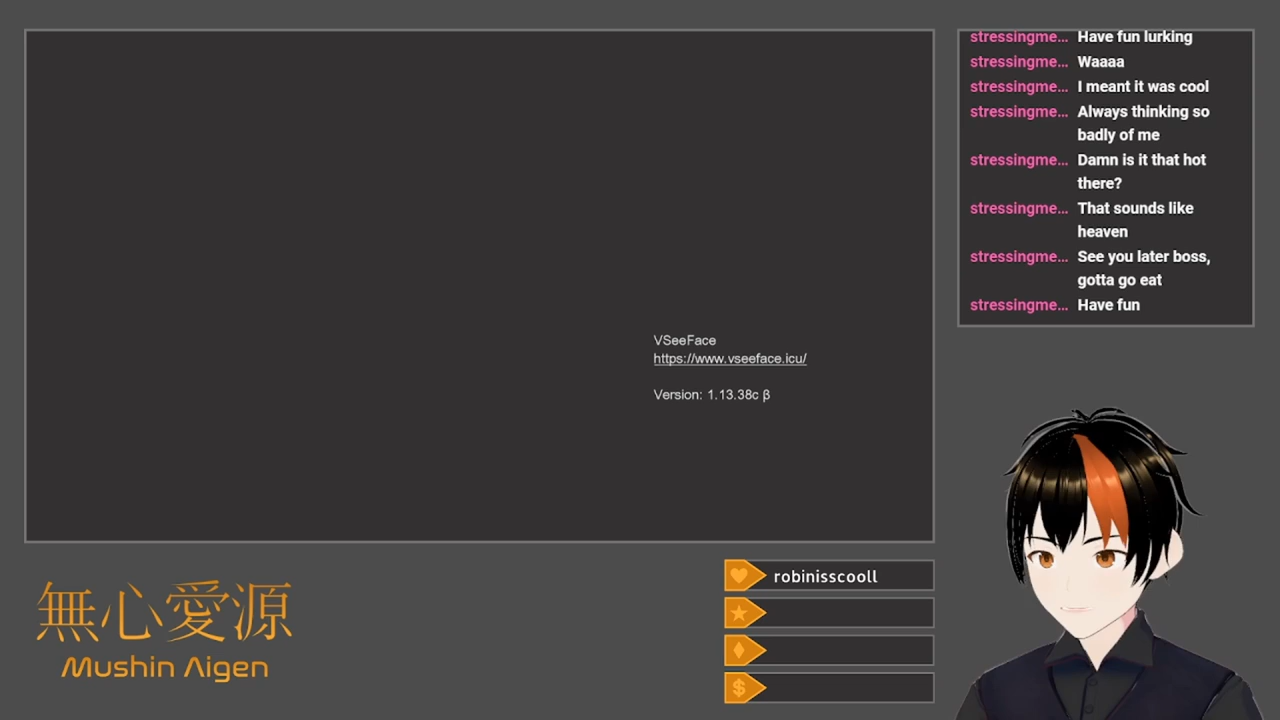 stressingme... Have fun lurking
stressingme... Waaaa
stressingme... I meant it was cool
stressingme... Always thinking so
badly of me
stressingme... Damn is it that hot
there?
stressingme... That sounds like
heaven
stressingme... See you later boss,
gotta go eat
stressingme... Have fun
VSeeFace
https://www.vseeface.icu/
Version: 1.13.38c β
robinisscooll
$
無心愛源
Mushin Aigen